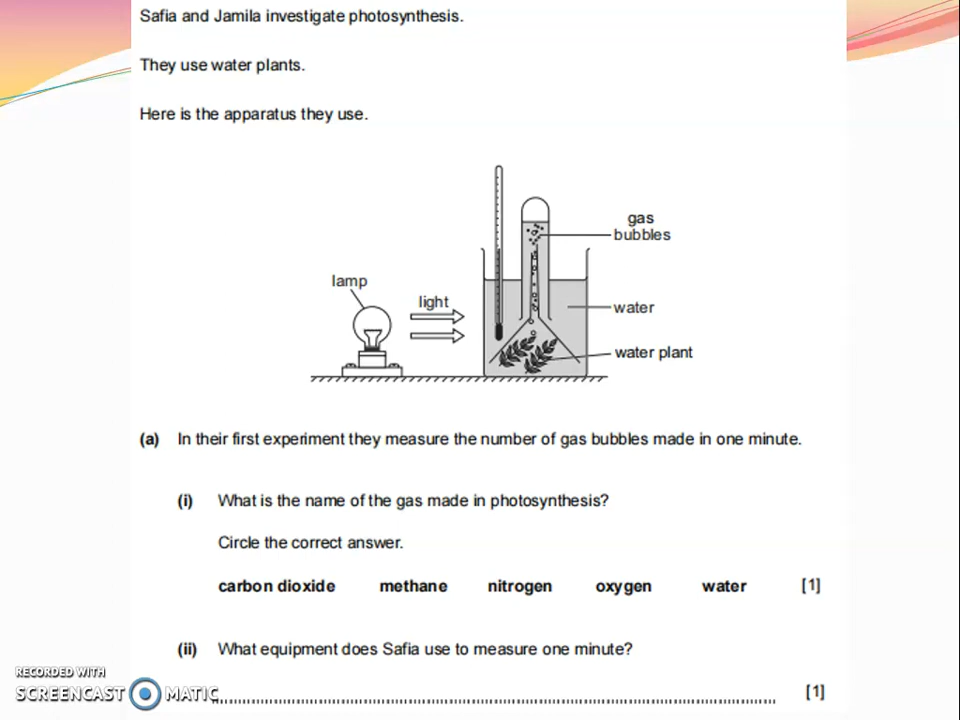 Safia and Jamila investigate photosynthesis.
They use water plants.
Here is the apparatus they use.
gas
bubbles
lamp
light
water
water plant
(a) In their first experiment they measure the number of gas bubbles made in one minute.
(i) What is the name of the gas made in photosynthesis?
Circle the correct answer.
carbon dioxide methane nitrogen oxygen water [1]
(ii) What equipment does Safia use to measure one minute?
[1]
RECORDED WITH
SCREENCAST MATIC